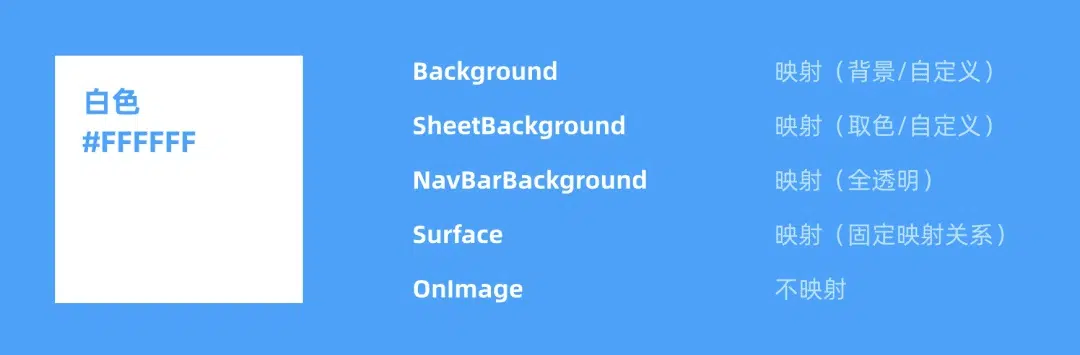 白色
#FFFFFF
Background 映射（背景/自定义）
SheetBackground 映射（取色/自定义）
NavBarBackground 映射（全透明）
Surface 映射（固定映射关系）
OnImage 不映射